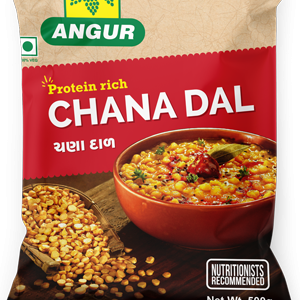 ANGUR
Protein rich
CHANA DAL
ચણા દાળ
NUTRITIONISTS
RECOMMENDED